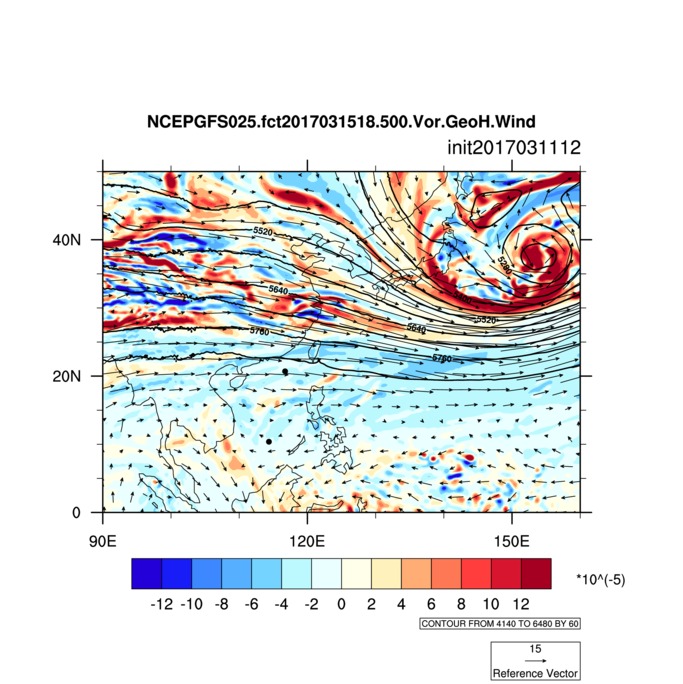 NCEPGFS025.fct2017031518.500.Vor.GeoH.Wind
init2017031112
40N
20N
0
90E 120E 150E
5520
5640
5760
5640
5760
5520
-12 -10 -8 -6 -4 -2 0 2 4 6 8 10 12
*10^(-5)
CONTOUR FROM 4140 TO 6480 BY 60
15
Reference Vector